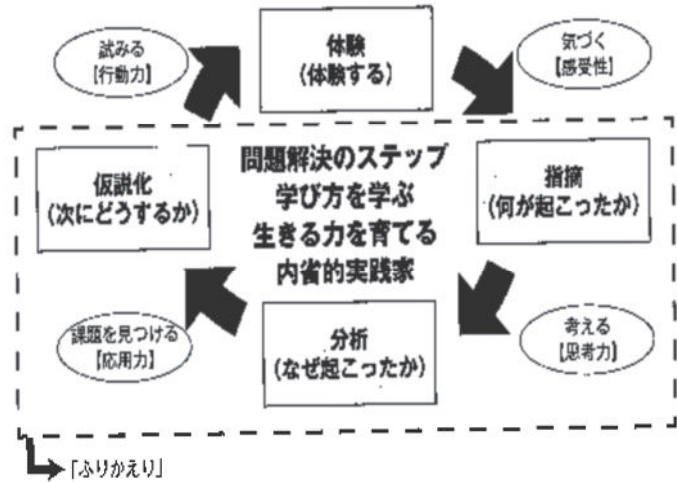 試みる
【行動力】
体験
(体験する)
気づく
【感受性】
仮説化
(次にどうするか)
問題解決のステップ
学び方を学ぶ
生きる力を育てる
内省的実践家
指摘
(何が起こったか)
課題を見つける
【応用力】
分析
(なぜ起こったか)
考える
【思考力】
「ふりかえり」